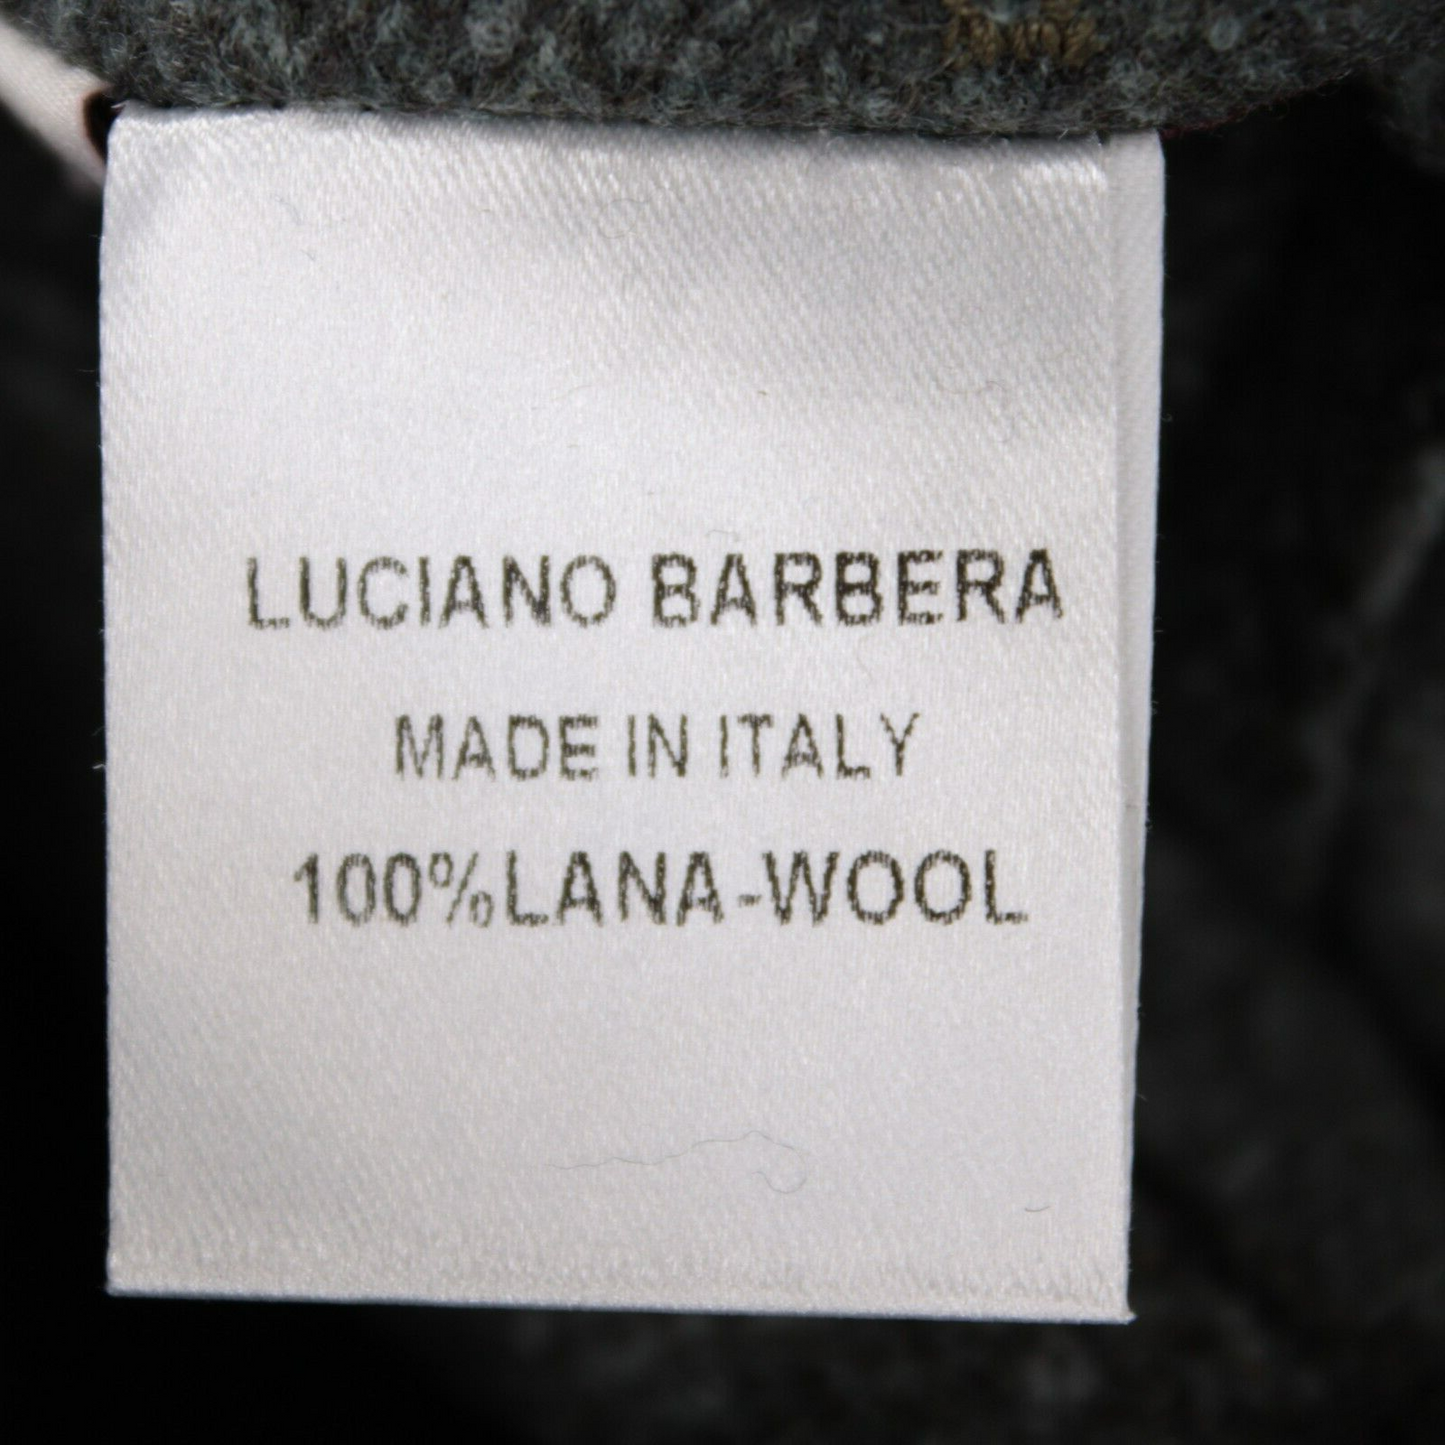 LUCIANO BARBERA
MADE IN ITALY
100%LANA-WOOL